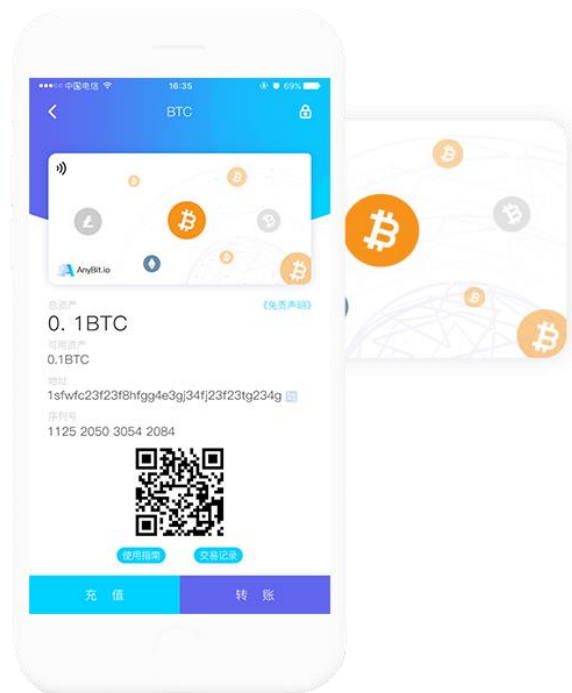 中国电信 16:35 69%
BTC
AnyBit.io
总资产 《免责声明》
0. 1BTC
可用资产
0.1BTC
地址
1sfwfc23f23f8hfgg4e3gj34fj23f23tg234g
序列号
1125 2050 3054 2084
使用指南 交易记录
充 值 转 账